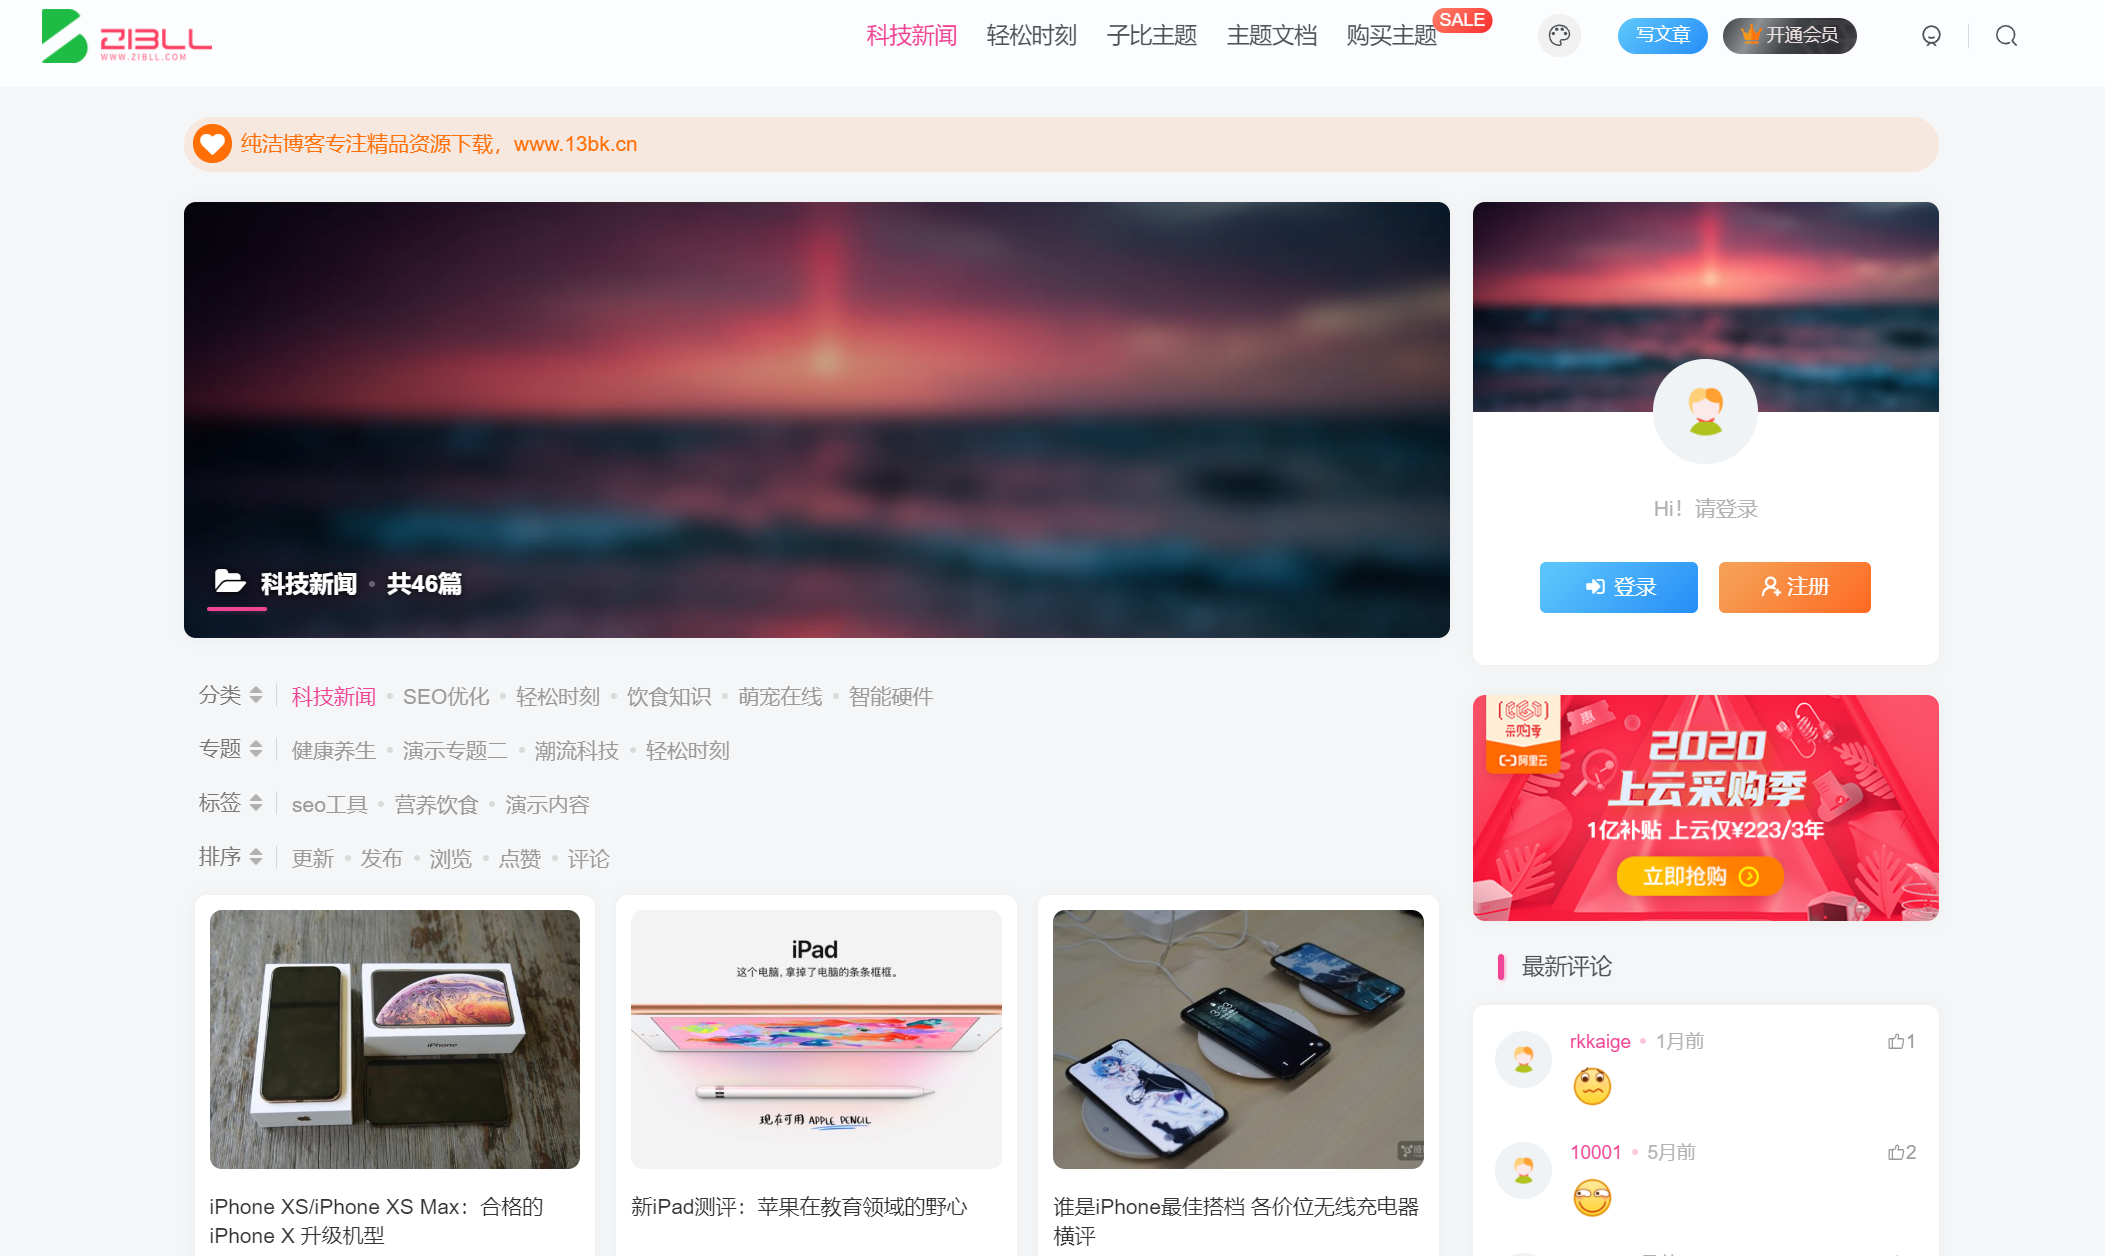 ZIBLL
WWW.ZIBLL.COM
科技新闻 轻松时刻 子比主题 主题文档 购买主题 SALE 写文章 开通会员
纯洁博客专注精品资源下载，www.13bk.cn
科技新闻 • 共46篇
Hi！请登录
登录 注册
分类 科技新闻 • SEO优化 • 轻松时刻 • 饮食知识 • 萌宠在线 • 智能硬件
专题 健康养生 • 演示专题二 • 潮流科技 • 轻松时刻
标签 seo工具 • 营养饮食 • 演示内容
排序 更新 • 发布 • 浏览 • 点赞 • 评论
惠
采购季
阿里云
2020
上云采购季
1亿补贴 上云仅¥223/3年
立即抢购
iPhone
iPad
这个电脑，拿掉了电脑的条条框框。
现在可用 APPLE PENCIL
iPhone XS/iPhone XS Max：合格的
iPhone X 升级机型
新iPad测评：苹果在教育领域的野心
谁是iPhone最佳搭档 各价位无线充电器
横评
最新评论
rkkaige • 1月前 1
10001 • 5月前 2